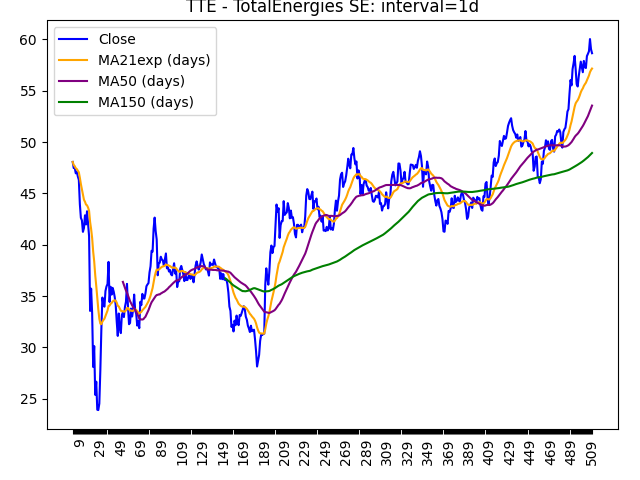 TTE - TotalEnergies SE: interval=1d
Close
MA21exp (days)
MA50 (days)
MA150 (days)
60
55
50
45
40
35
30
25
9 29 49 69 89 109 129 149 169 189 209 229 249 269 289 309 329 349 369 389 409 429 449 469 489 509